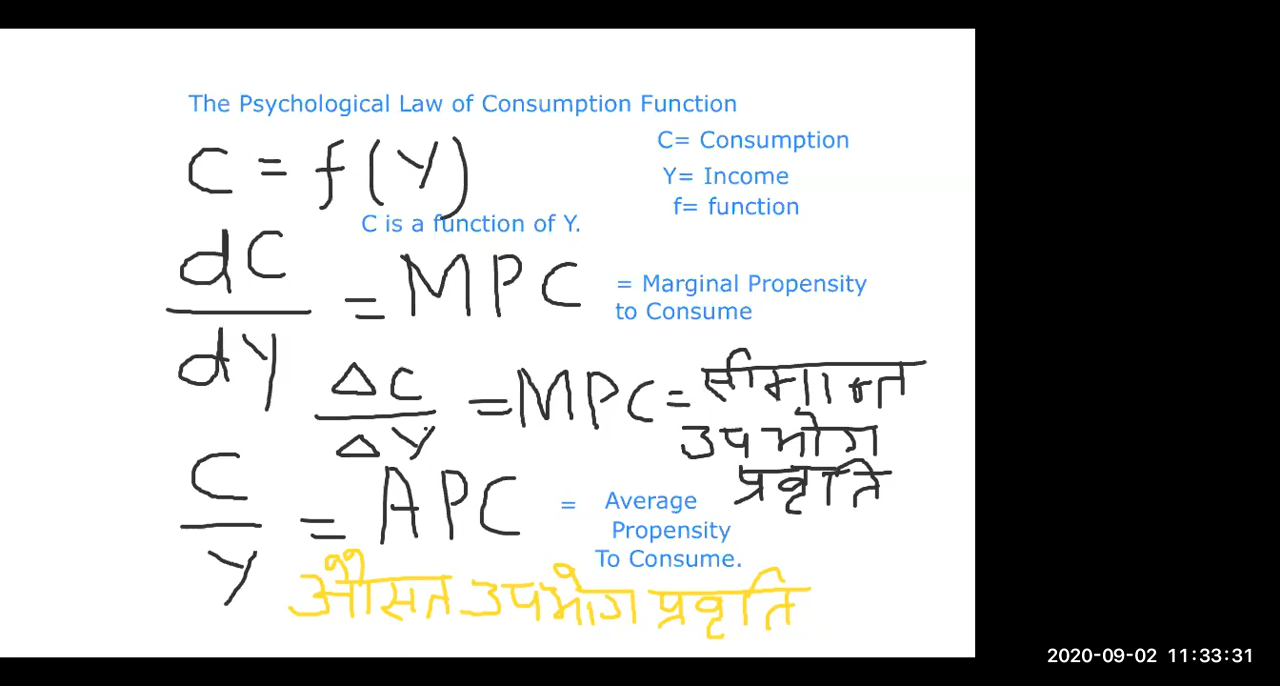 The Psychological Law of Consumption Function
C = f(Y)
C= Consumption
Y= Income
f= function
C is a function of Y.
dC/dY = MPC = Marginal Propensity
to Consume
ΔC/ΔY = MPC = सीमान्त
उपभोग
प्रवृति
C/Y = APC = Average
Propensity
To Consume.
औसत उपभोग प्रवृति
2020-09-02 11:33:31